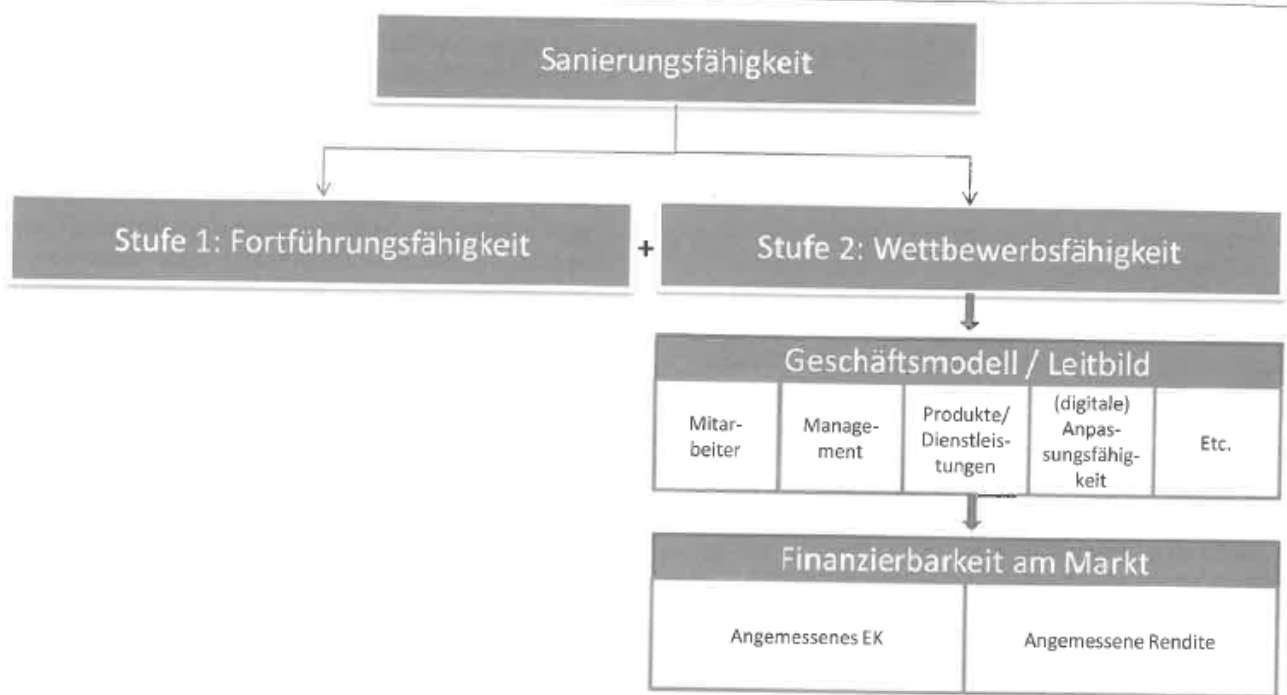 Sanierungsfähigkeit
Stufe 1: Fortführungsfähigkeit
+
Stufe 2: Wettbewerbsfähigkeit
Geschäftsmodell / Leitbild
Mitar-
beiter
Manage-
ment
Produkte/
Dienstleis-
tungen
(digitale)
Anpas-
sungsfähig-
keit
Etc.
Finanzierbarkeit am Markt
Angemessenes EK
Angemessene Rendite